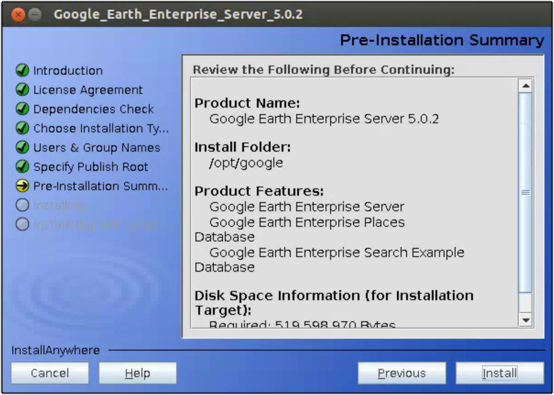 Google_Earth_Enterprise_Server_5.0.2
Pre-Installation Summary
Introduction
License Agreement
Dependencies Check
Choose Installation Ty...
Users & Group Names
Specify Publish Root
Pre-Installation Summ...
Installing...
Review the Following Before Continuing:
Product Name:
Google Earth Enterprise Server 5.0.2
Install Folder:
/opt/google
Product Features:
Google Earth Enterprise Server
Google Earth Enterprise Places
Database
Google Earth Enterprise Search Example
Database
Disk Space Information (for Installation
Target):
Required: 519,598,970 Bytes
InstallAnywhere
Cancel
Help
Previous
Install